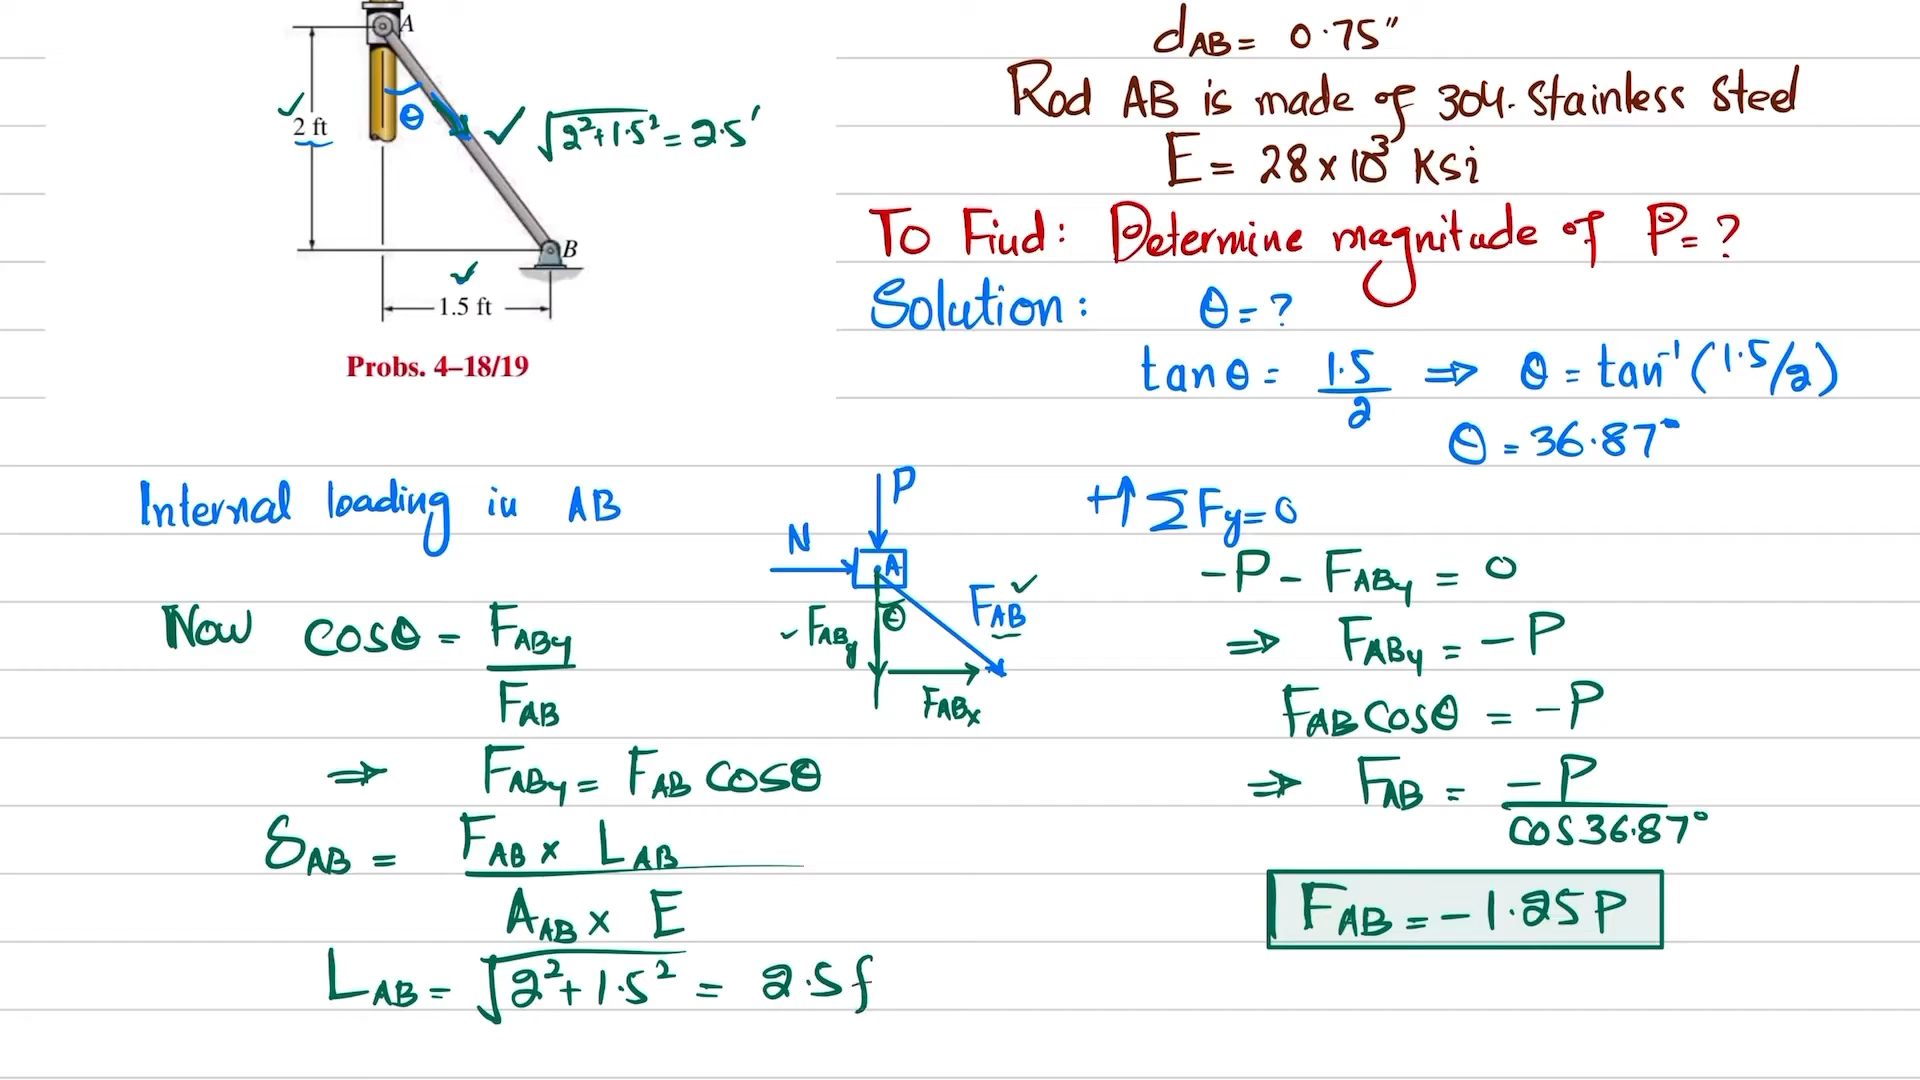 A
2 ft
θ
✓ √2²+1.5² = 2.5'
B
1.5 ft
Probs. 4–18/19
dAB = 0.75"
Rod AB is made of 304. Stainless Steel
E = 28 x 10³ Ksi
To Find: Determine magnitude of P = ?
Solution: θ = ?
tanθ = 1.5/2 ⇒ θ = tan⁻¹(1.5/2)
θ = 36.87°
Internal loading in AB
P
N
A
θ
FAB
FABy
FABx
Now cosθ = FABy/FAB
⇒ FABy = FAB cosθ
δAB = FAB x LAB / AAB x E
LAB = √2²+1.5² = 2.5 f
+↑ ΣFy = 0
-P - FABy = 0
⇒ FABy = -P
FAB cosθ = -P
⇒ FAB = -P/cos36.87°
FAB = -1.25P